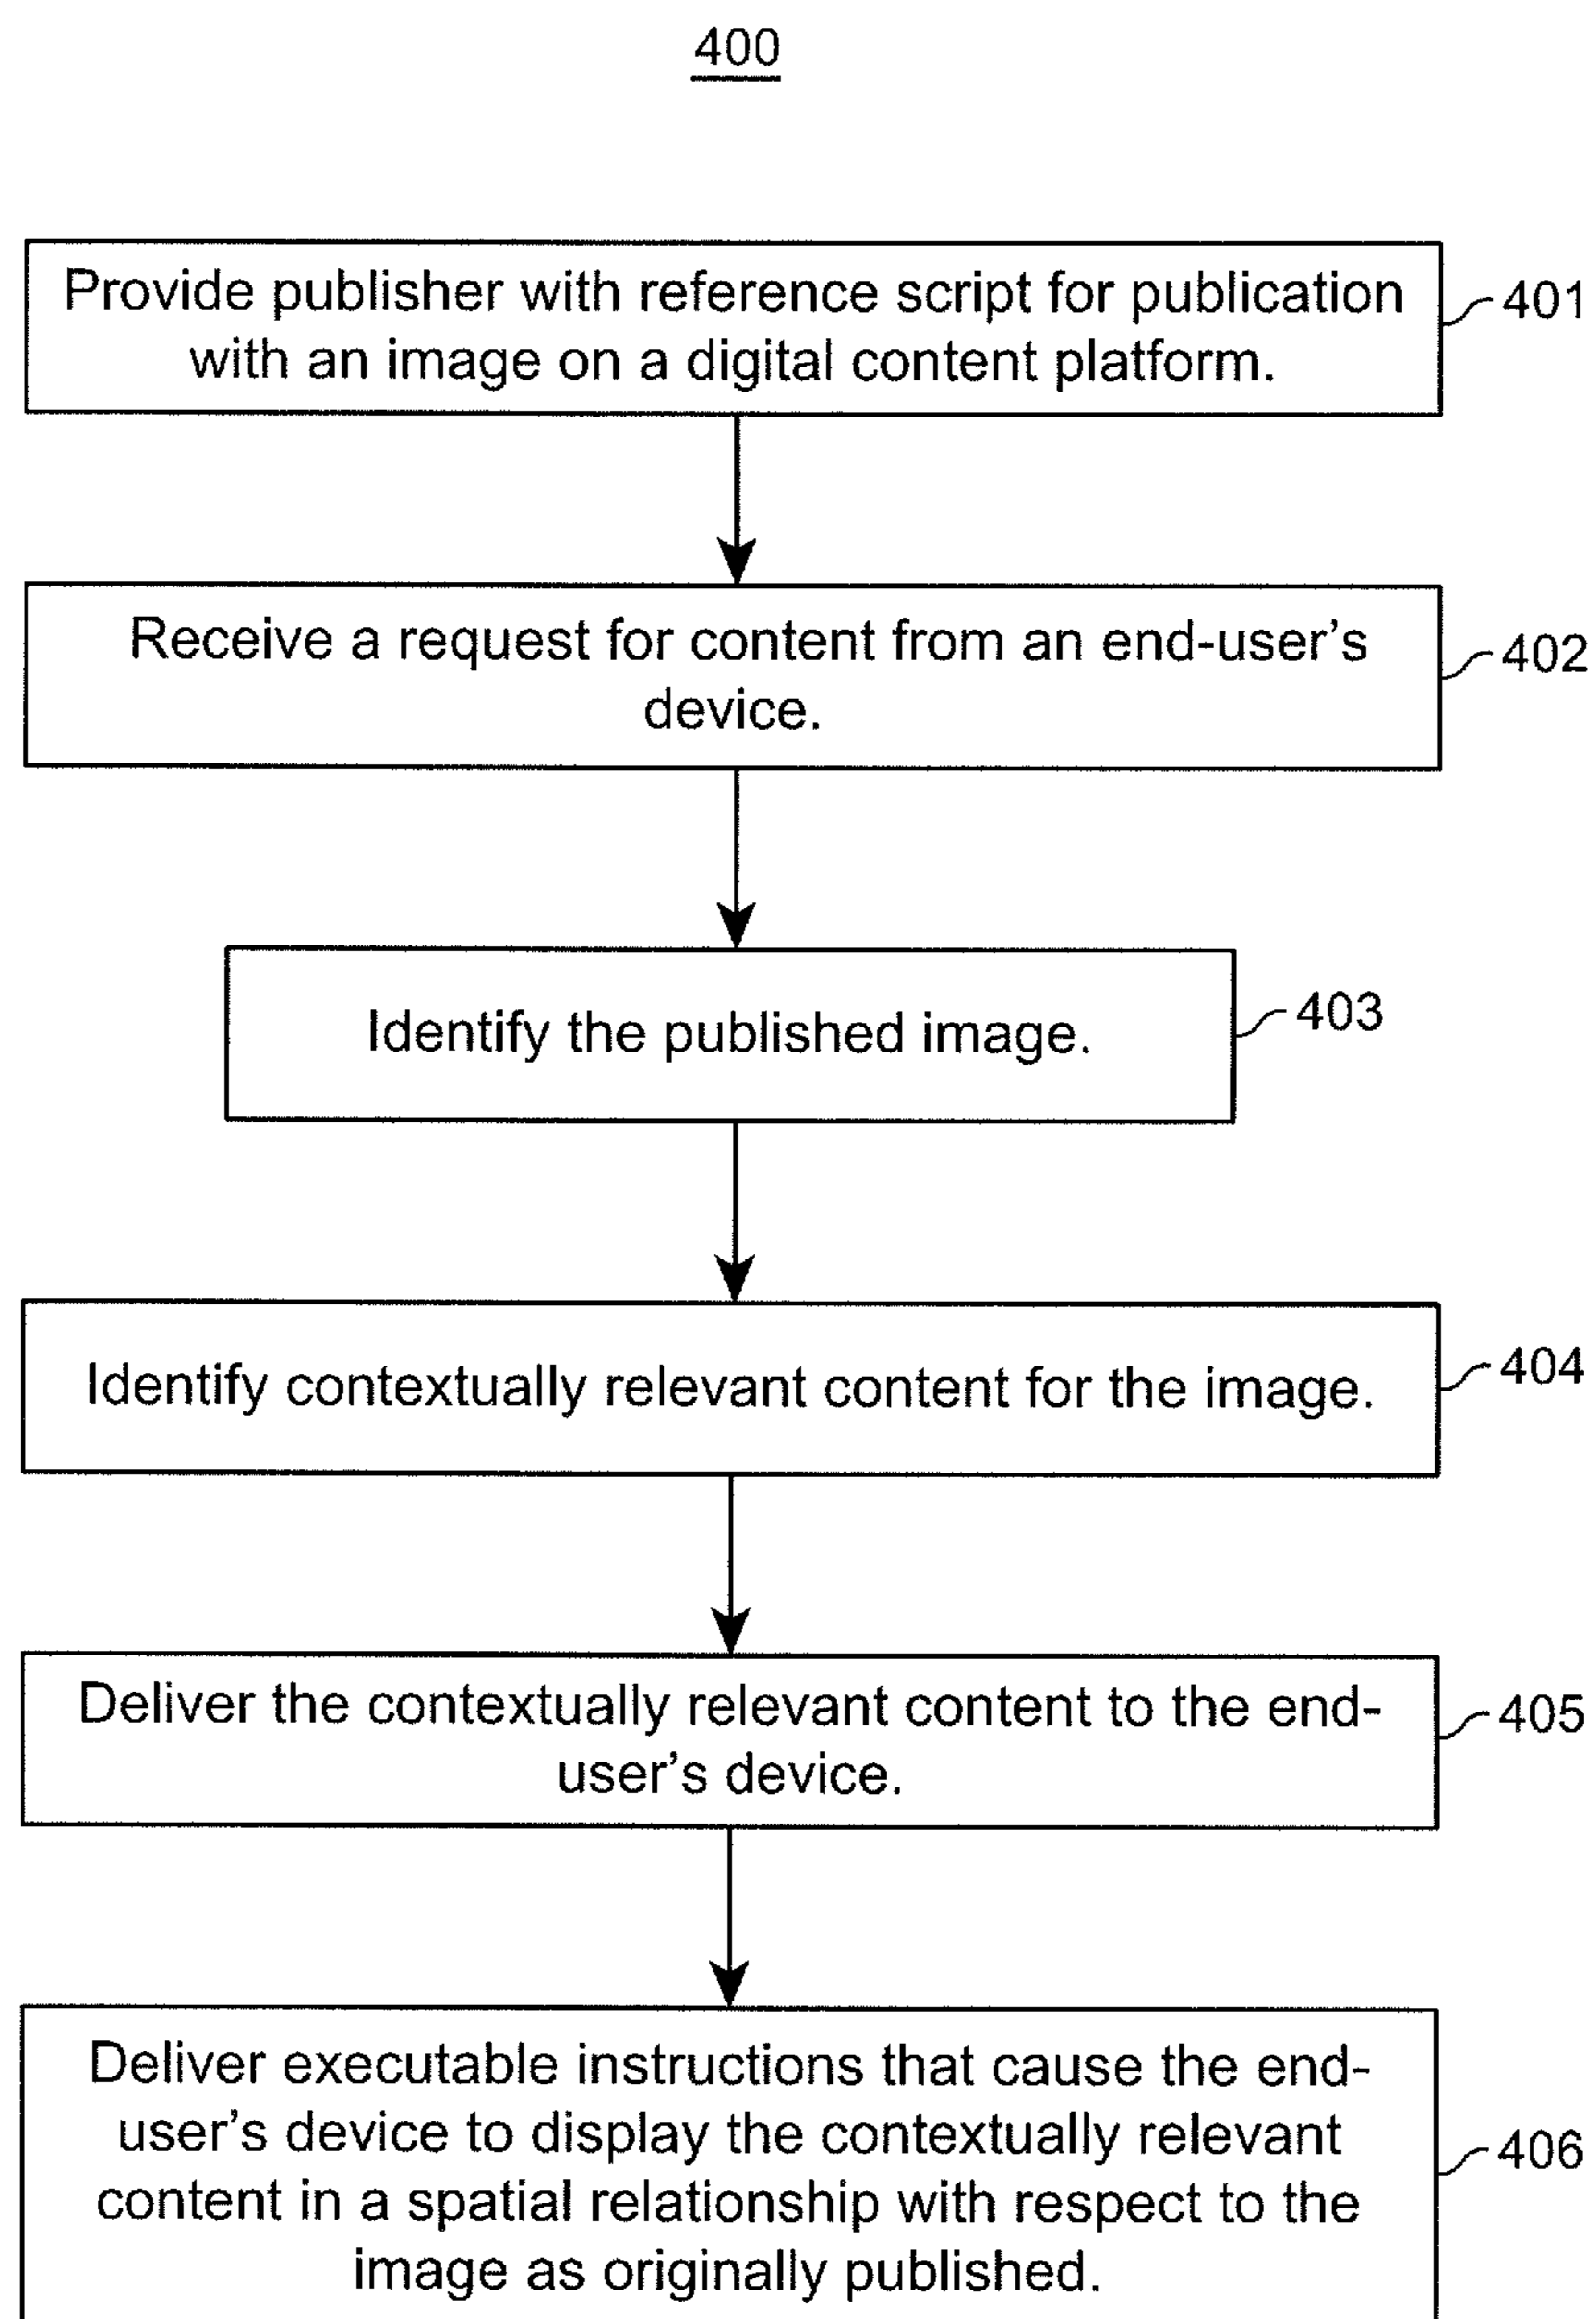 400
Provide publisher with reference script for publication
with an image on a digital content platform.
401
Receive a request for content from an end-user's
device.
402
Identify the published image.
403
Identify contextually relevant content for the image.
404
Deliver the contextually relevant content to the end-
user's device.
405
Deliver executable instructions that cause the end-
user's device to display the contextually relevant
content in a spatial relationship with respect to the
image as originally published.
406